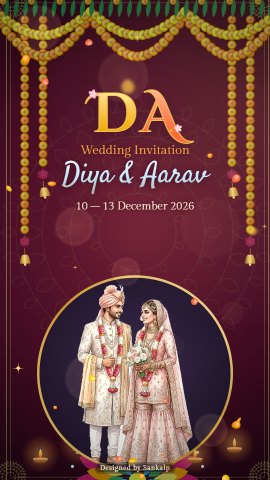 DA
Wedding Invitation
Diya & Aarav
10 — 13 December 2026
Designed by Sankalp